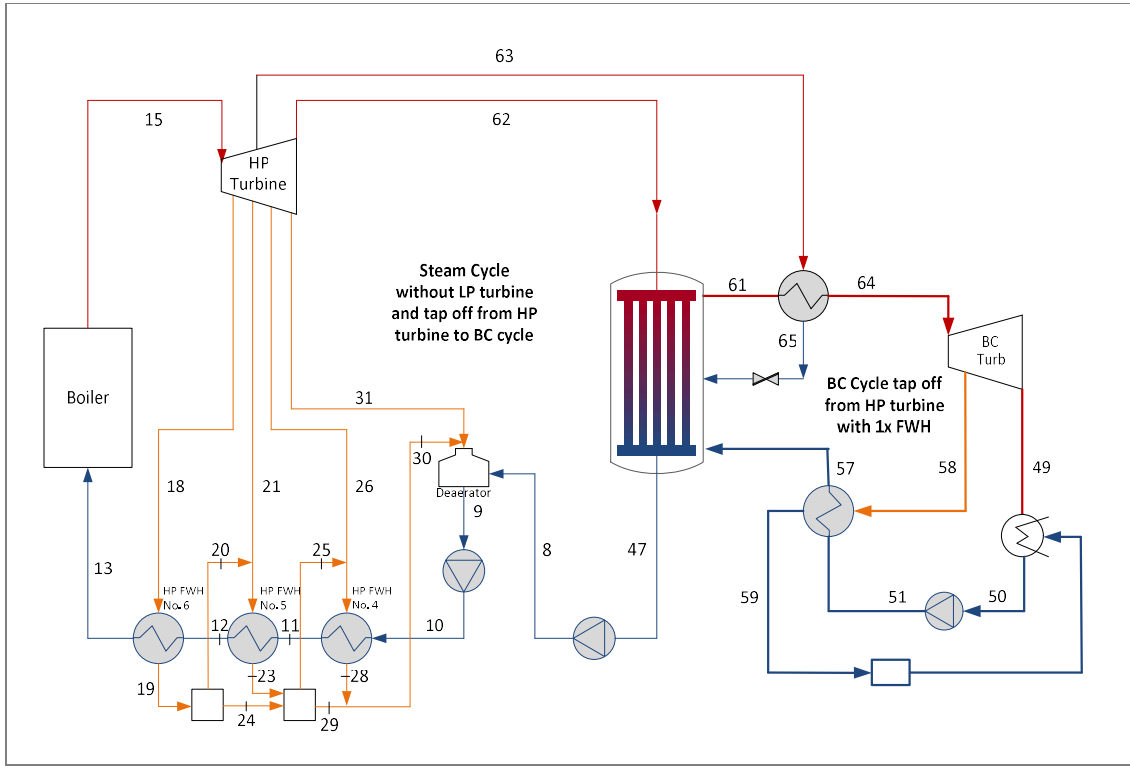 63
15
62
HP
Turbine
Steam Cycle
without LP turbine
and tap off from HP
turbine to BC cycle
61
64
65
BC
Turb
Boiler
31
BC Cycle tap off
from HP turbine
with 1x FWH
30
Deaerator
57
58
49
18
21
26
9
20
25
8
47
13
HP FWH
No. 6
HP FWH
No. 5
HP FWH
No. 4
12
11
10
59
51
50
19
23
28
24
29